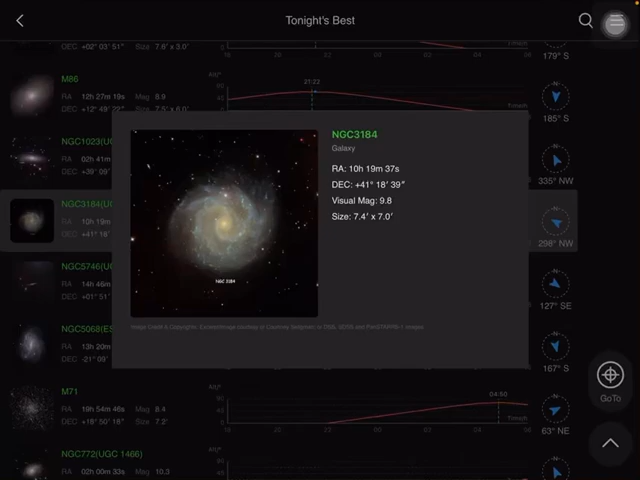 Tonight's Best
DEC +02° 03' 51" Size 7.6' x 3.0'
179° S
M86
RA 12h 27m 19s Mag 8.9
DEC +12° 49' 22" Size 7.5' x 6.0'
21:22
185° S
NGC1023(UG
RA 02h 41m
DEC +39° 09'
335° NW
NGC3184(UG
RA 10h 19m
DEC +41° 18'
298° NW
NGC3184
Galaxy
RA: 10h 19m 37s
DEC: +41° 18' 39"
Visual Mag: 9.8
Size: 7.4' x 7.0'
NGC 3184
NGC5746(UG
RA 14h 46m
DEC +01° 51'
127° SE
NGC5068(ES
RA 13h 20m
DEC -21° 09'
167° S
M71
RA 19h 54m 46s Mag 8.4
DEC +18° 50' 18" Size 7.2'
04:50
63° NE
GoTo
NGC772(UGC 1466)
RA 02h 00m 33s Mag 10.3